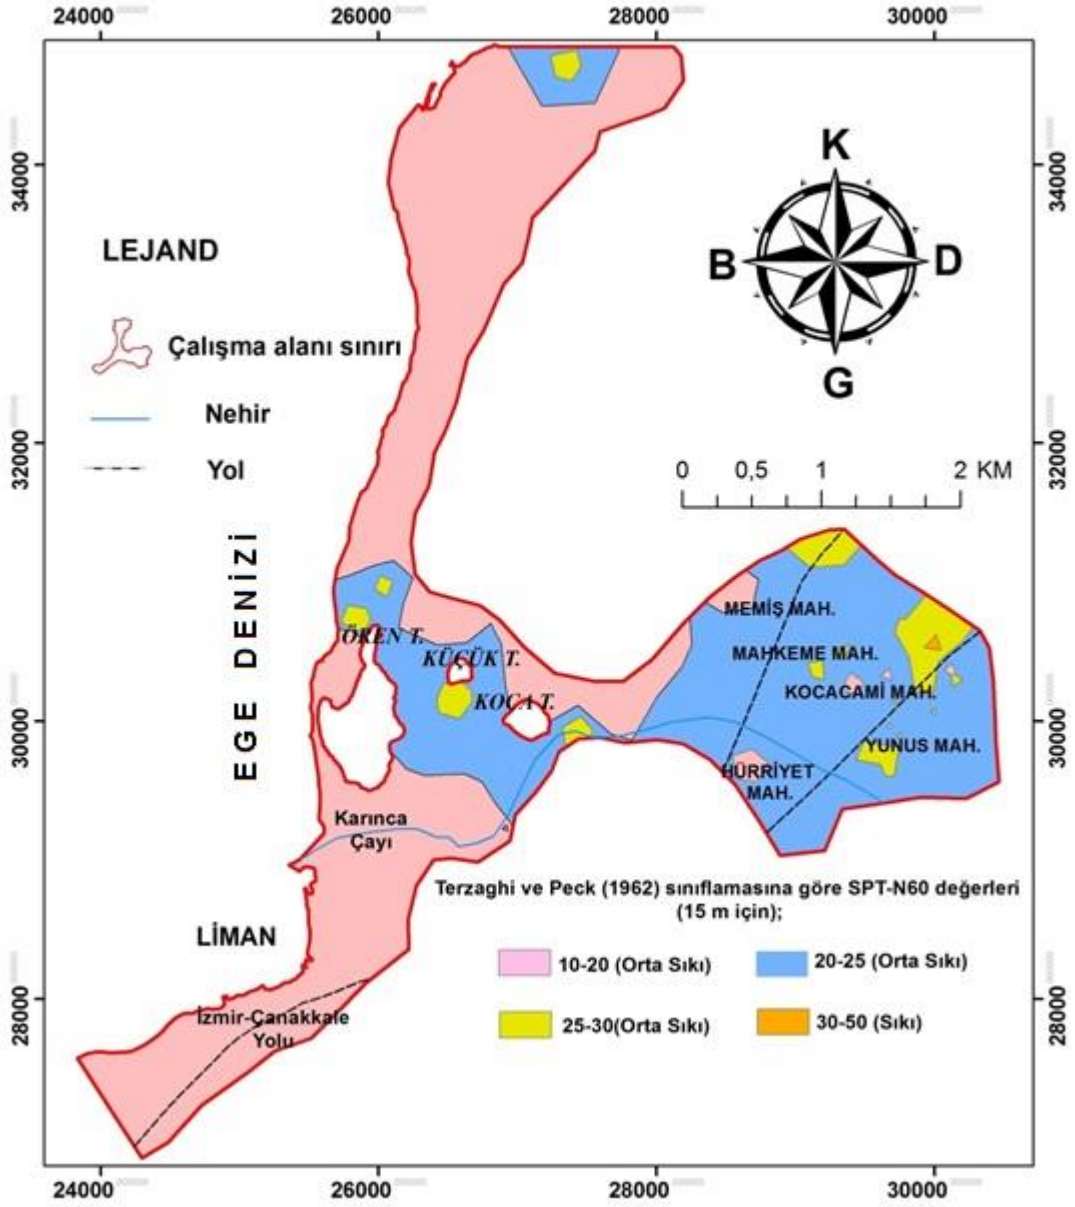 24000
26000
28000
30000
34000
32000
30000
28000
34000
32000
30000
28000
K
B
D
G
LEJAND
Çalışma alanı sınırı
Nehir
Yol
0 0,5 1 2 KM
EGE DENİZİ
ÖREN T.
KÜÇÜK T.
KOCA T.
MEMİŞ MAH.
MAHKEME MAH.
KOCACAMİ MAH.
YUNUS MAH.
HÜRRİYET
MAH.
Karınca
Çayı
LİMAN
İzmir-Çanakkale
Yolu
Terzaghi ve Peck (1962) sınıflamasına göre SPT-N60 değerleri
(15 m için);
10-20 (Orta Sıkı)
20-25 (Orta Sıkı)
25-30(Orta Sıkı)
30-50 (Sıkı)
24000
26000
28000
30000